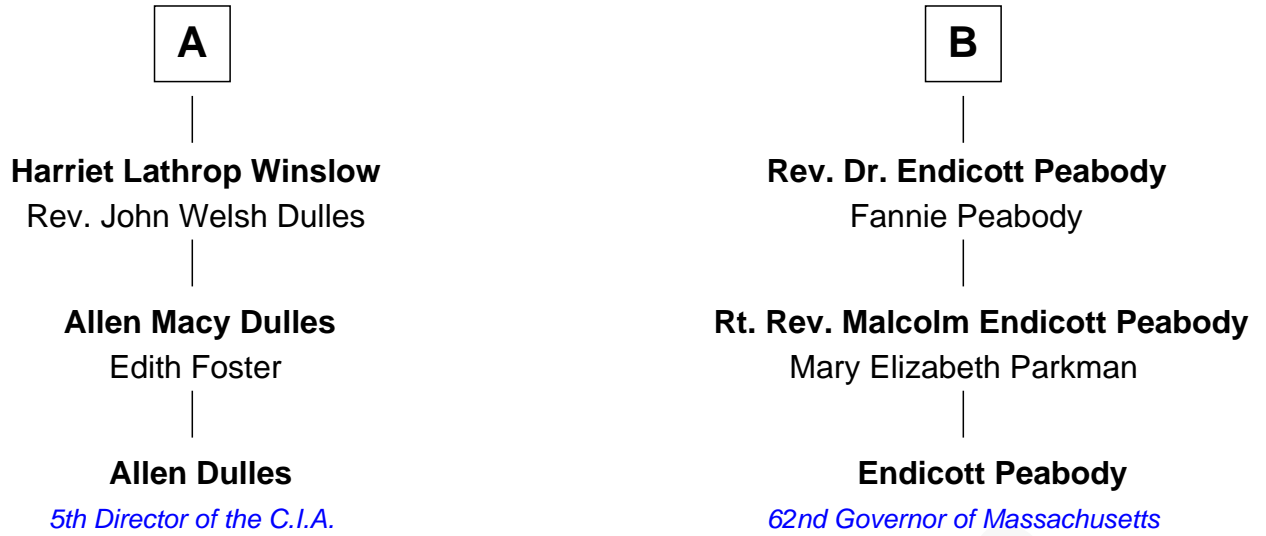 A
B
Harriet Lathrop Winslow
Rev. John Welsh Dulles
Rev. Dr. Endicott Peabody
Fannie Peabody
Allen Macy Dulles
Edith Foster
Rt. Rev. Malcolm Endicott Peabody
Mary Elizabeth Parkman
Allen Dulles
5th Director of the C.I.A.
Endicott Peabody
62nd Governor of Massachusetts